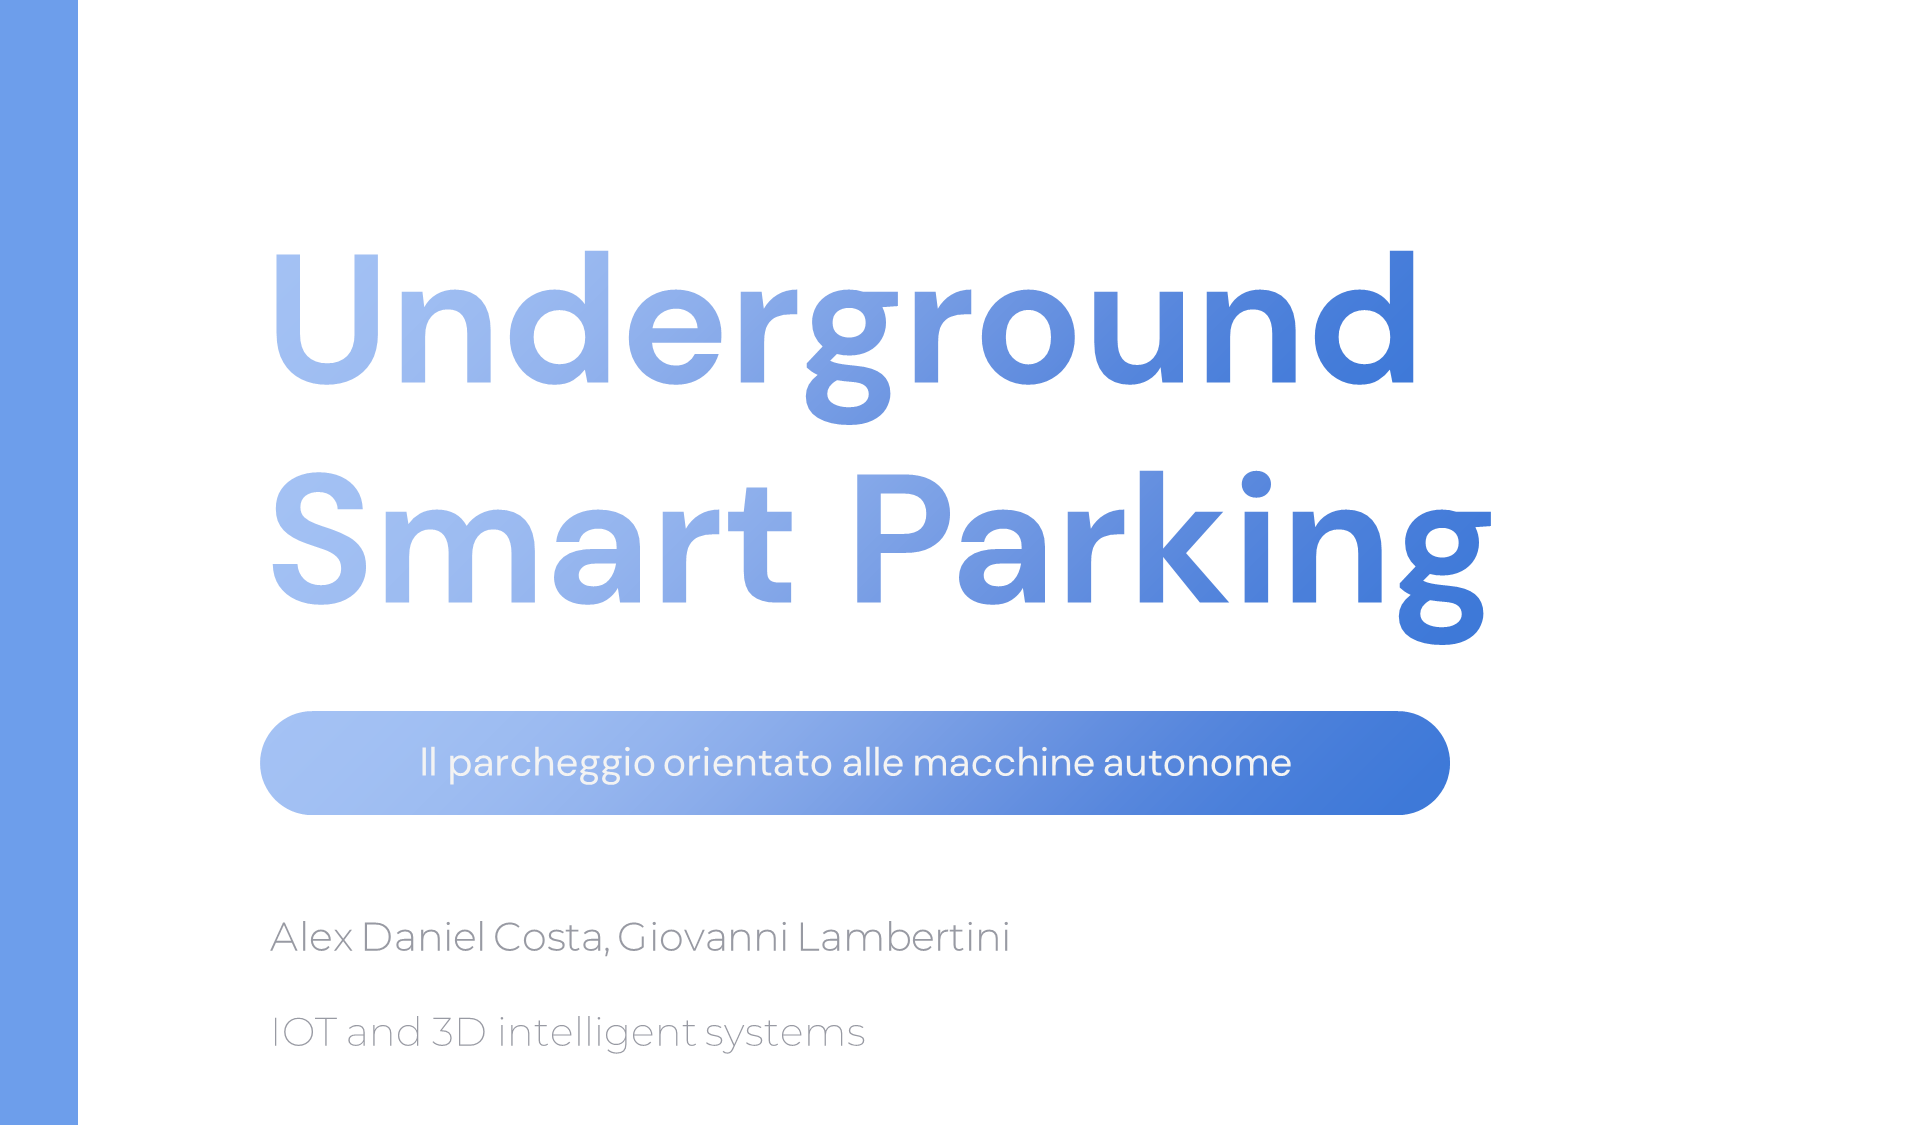 Underground
Smart Parking
Il parcheggio orientato alle macchine autonome
Alex Daniel Costa, Giovanni Lambertini
IOT and 3D intelligent systems